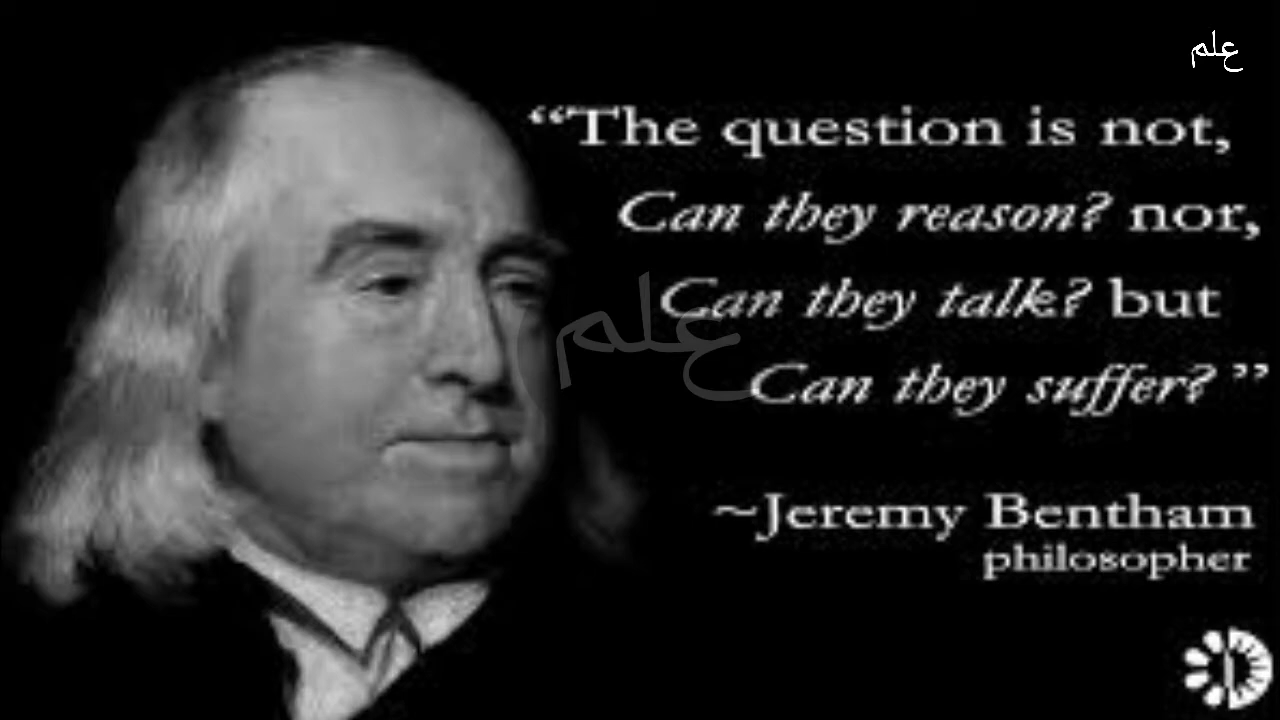 علم
“The question is not,
Can they reason? nor,
Can they talk? but
علم
Can they suffer?”
~Jeremy Bentham
philosopher